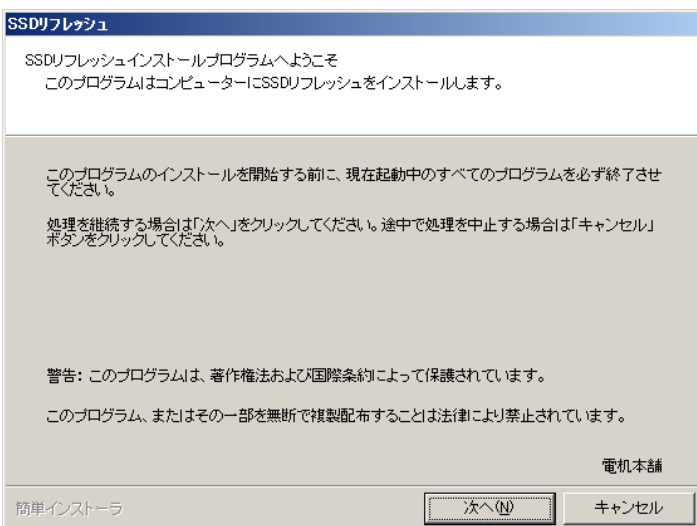 SSDリフレッシュ
SSDリフレッシュインストールプログラムへようこそ
このプログラムはコンピューターにSSDリフレッシュをインストールします。
このプログラムのインストールを開始する前に、現在起動中のすべてのプログラムを必ず終了させ
てください。
処理を継続する場合は「次へ」をクリックしてください。途中で処理を中止する場合は「キャンセル」
ボタンをクリックしてください。
警告: このプログラムは、著作権法および国際条約によって保護されています。
このプログラム、またはその一部を無断で複製配布することは法律により禁止されています。
電机本舗
簡単インストーラ
次へ(N)
キャンセル